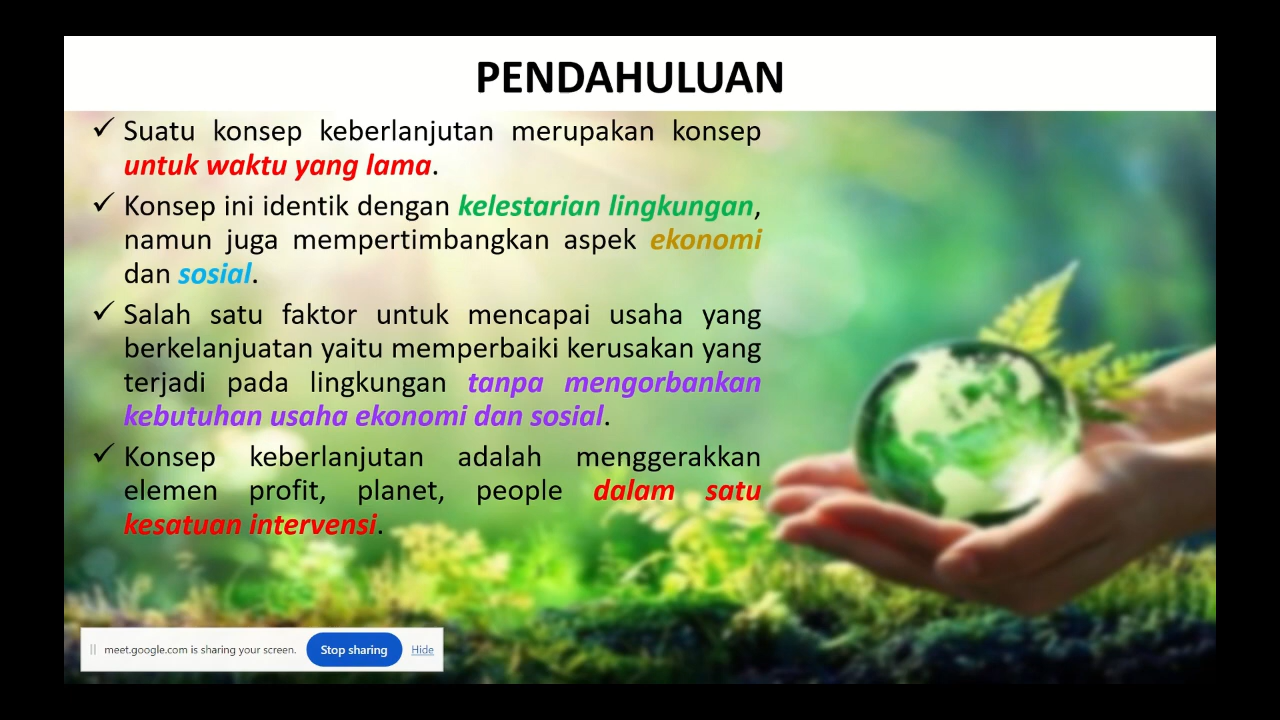 PENDAHULUAN
✓ Suatu konsep keberlanjutan merupakan konsep
untuk waktu yang lama.
✓ Konsep ini identik dengan kelestarian lingkungan,
namun juga mempertimbangkan aspek ekonomi
dan sosial.
✓ Salah satu faktor untuk mencapai usaha yang
berkelanjuatan yaitu memperbaiki kerusakan yang
terjadi pada lingkungan tanpa mengorbankan
kebutuhan usaha ekonomi dan sosial.
✓ Konsep keberlanjutan adalah menggerakkan
elemen profit, planet, people dalam satu
kesatuan intervensi.
meet.google.com is sharing your screen. Stop sharing Hide